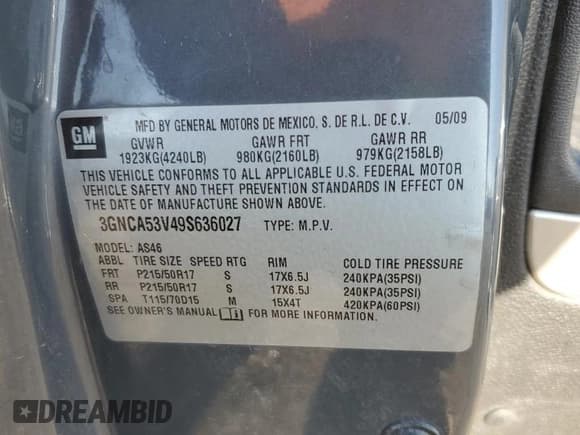 GM
MFD BY GENERAL MOTORS DE MEXICO, S. DE R.L. DE C.V. 05/09
GVWR GAWR FRT GAWR RR
1923KG(4240LB) 980KG(2160LB) 979KG(2158LB)
THIS VEHICLE CONFORMS TO ALL APPLICABLE U.S. FEDERAL MOTOR
VEHICLE SAFETY AND THEFT PREVENTION STANDARDS IN EFFECT ON
THE DATE OF MANUFACTURE SHOWN ABOVE.
3GNCA53V49S636027 TYPE: M.P.V.
MODEL: AS46
ABBL TIRE SIZE SPEED RTG RIM COLD TIRE PRESSURE
FRT P215/50R17 S 17X6.5J 240KPA(35PSI)
RR P215/50R17 S 17X6.5J 240KPA(35PSI)
SPA T115/70D15 M 15X4T 420KPA(60PSI)
SEE OWNER'S MANUAL FOR MORE INFORMATION.
DREAMBID